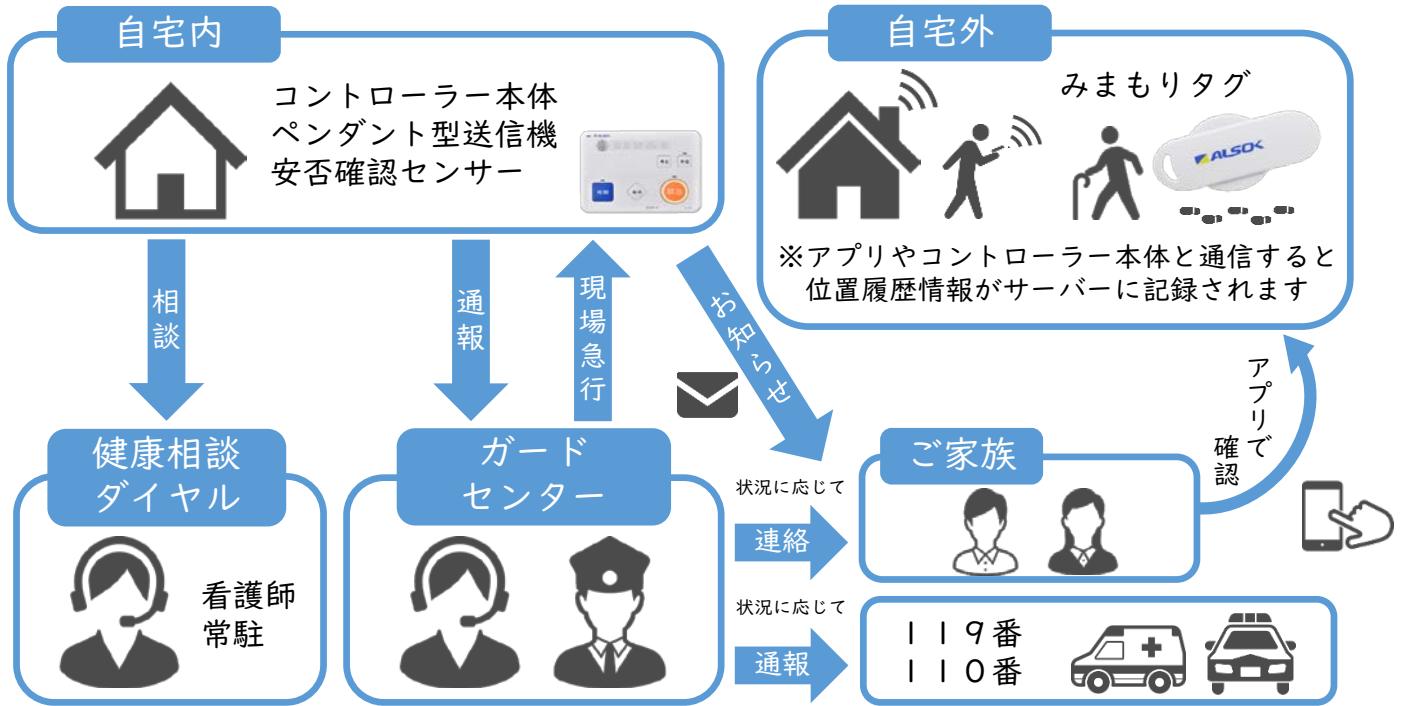 自宅内
コントローラー本体
ペンダント型送信機
安否確認センサー
自宅外
みまもりタグ
ALSOK
※アプリやコントローラー本体と通信すると
位置履歴情報がサーバーに記録されます
相談
通報
現場急行
お知らせ
アプリで
確認
健康相談
ダイヤル
看護師
常駐
ガード
センター
状況に応じて
連絡
ご家族
状況に応じて
通報
119番
110番